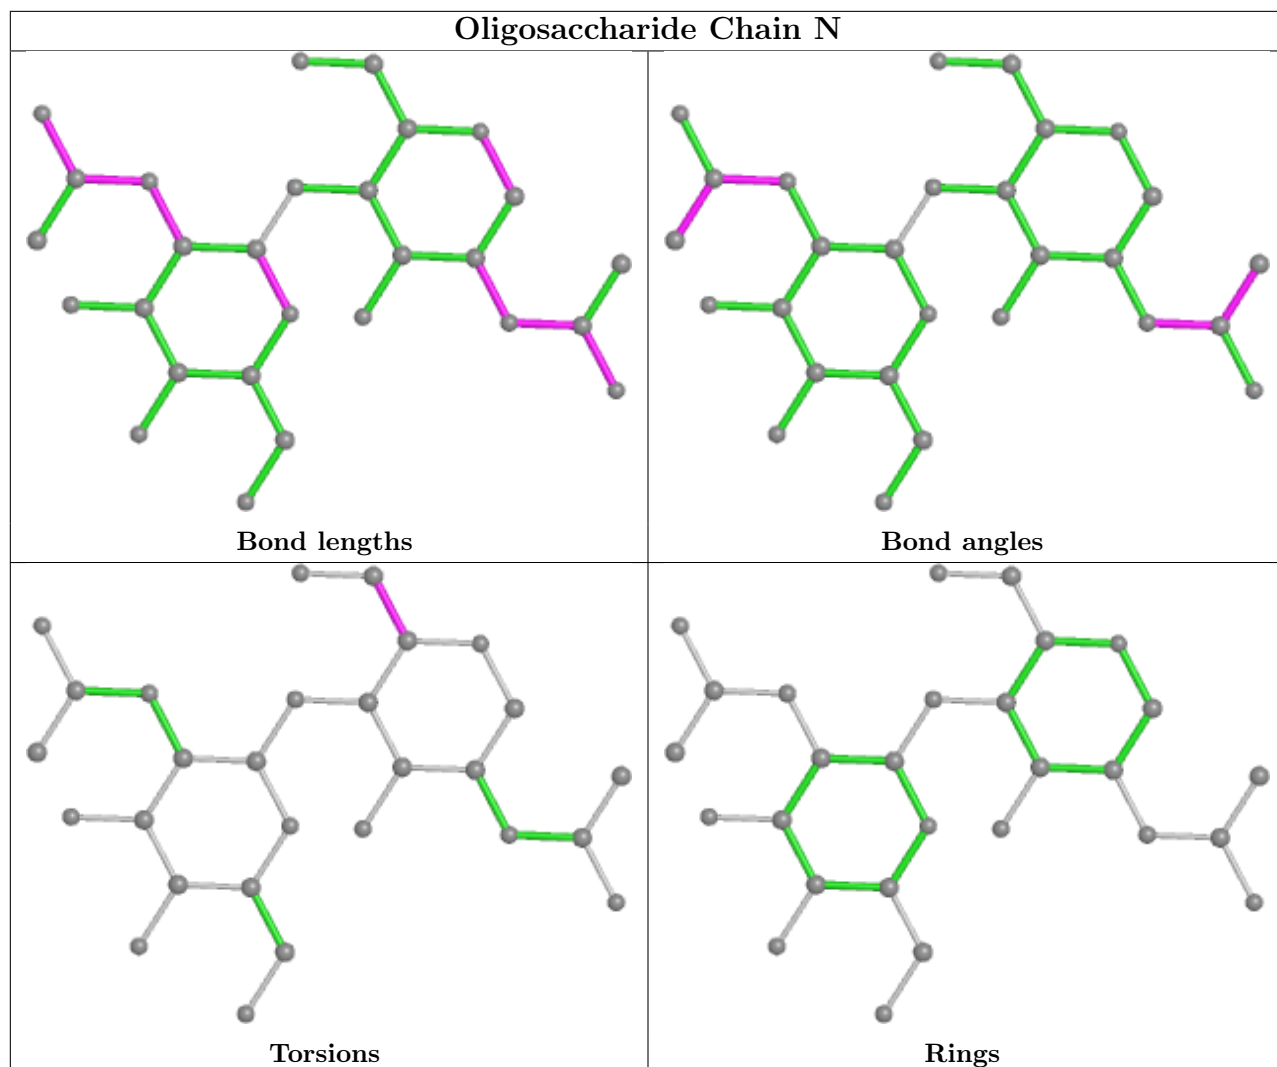 Oligosaccharide Chain N
Bond lengths
Bond angles
Torsions
Rings